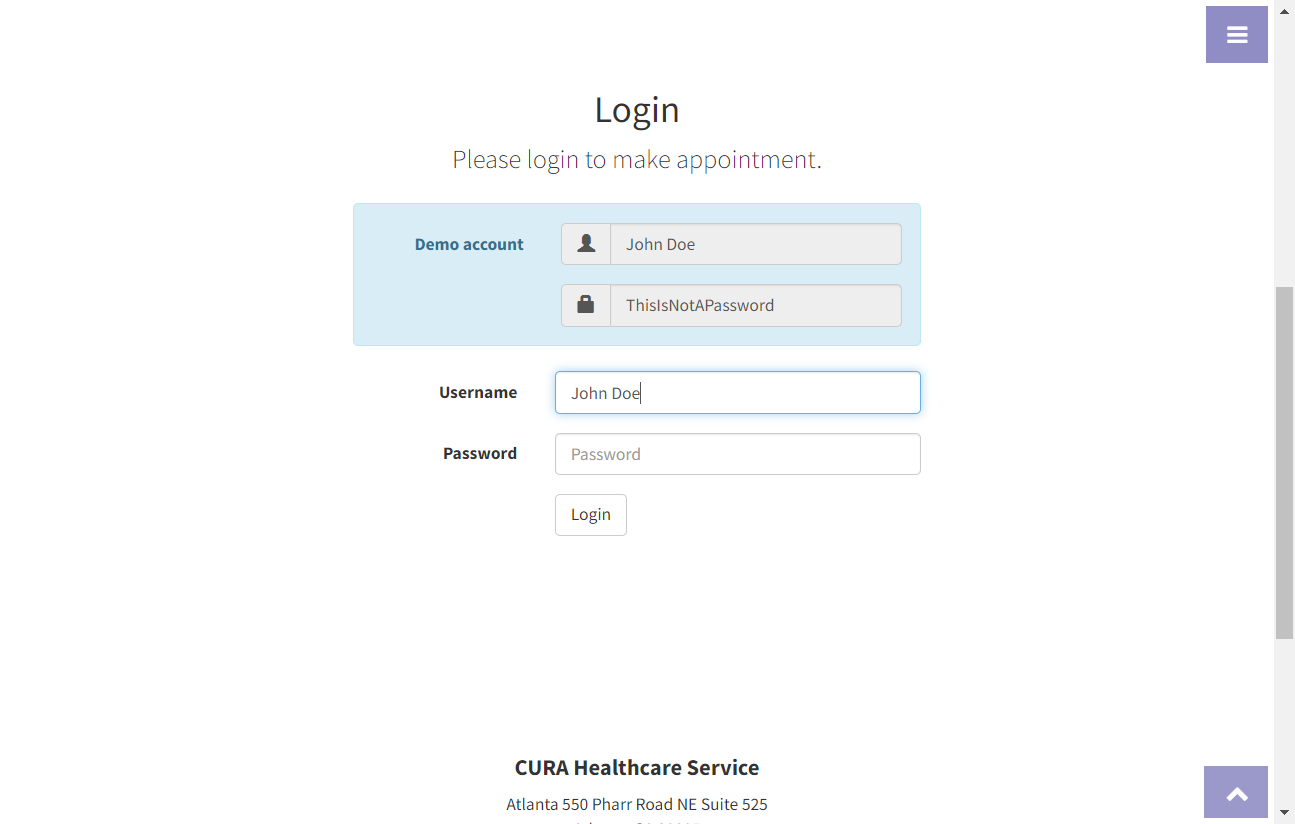 Login
Please login to make appointment.
Demo account
John Doe
ThisIsNotAPassword
Username
John Doe
Password
Password
Login
CURA Healthcare Service
Atlanta 550 Pharr Road NE Suite 525